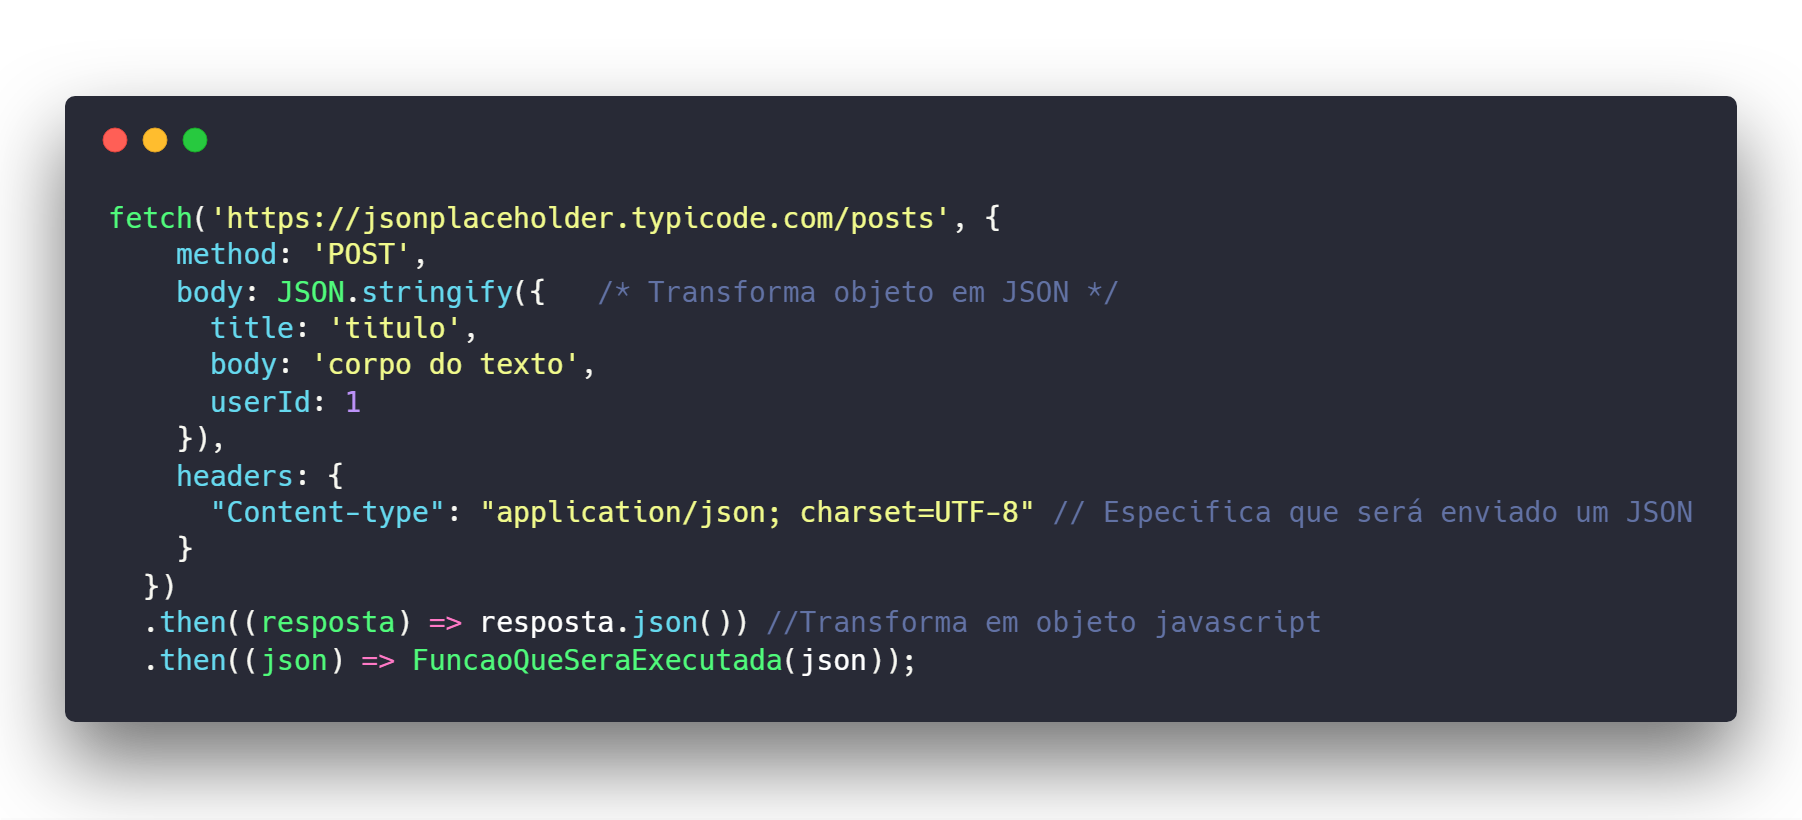 fetch('https://jsonplaceholder.typicode.com/posts', {
    method: 'POST',
    body: JSON.stringify({   /* Transforma objeto em JSON */
      title: 'titulo',
      body: 'corpo do texto',
      userId: 1
    }),
    headers: {
      "Content-type": "application/json; charset=UTF-8" // Especifica que será enviado um JSON
    }
  })
  .then((resposta) => resposta.json()) //Transforma em objeto javascript
  .then((json) => FuncaoQueSeraExecutada(json));